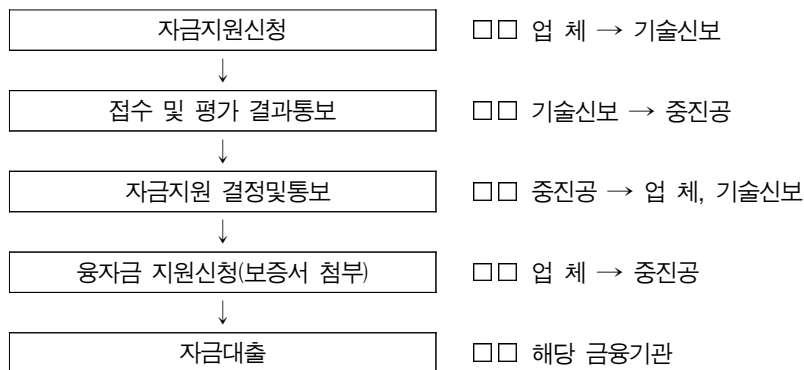 자금지원신청 □□ 업 체 → 기술신보
↓
접수 및 평가 결과통보 □□ 기술신보 → 중진공
↓
자금지원 결정및통보 □□ 중진공 → 업 체, 기술신보
↓
융자금 지원신청(보증서 첨부) □□ 업 체 → 중진공
↓
자금대출 □□ 해당 금융기관